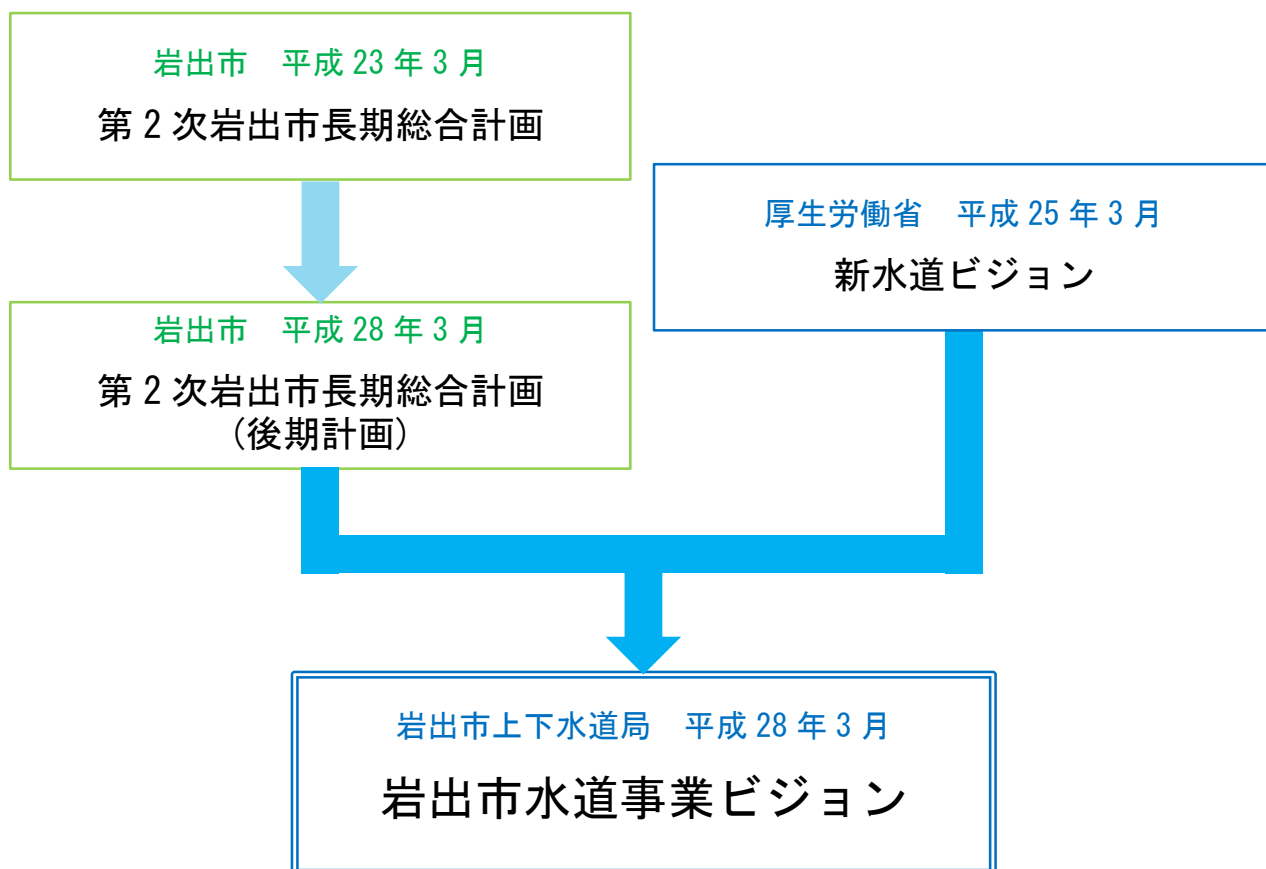 岩出市　平成 23 年 3 月
第 2 次岩出市長期総合計画
厚生労働省　平成 25 年 3 月
新水道ビジョン
岩出市　平成 28 年 3 月
第 2 次岩出市長期総合計画
(後期計画)
岩出市上下水道局　平成 28 年 3 月
岩出市水道事業ビジョン